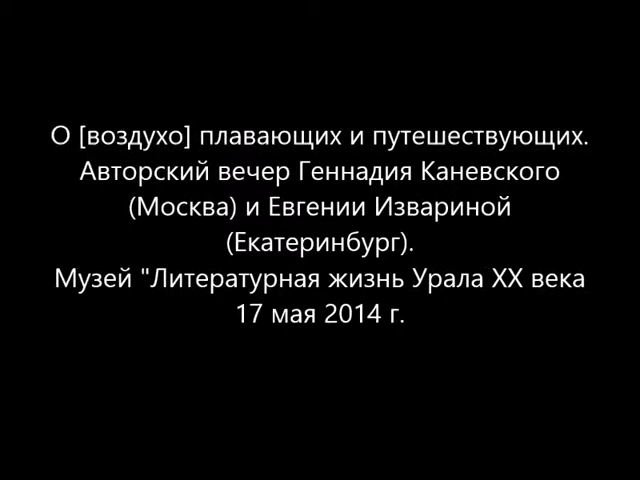 О [воздухо] плавающих и путешествующих.
Авторский вечер Геннадия Каневского
(Москва) и Евгении Извариной
(Екатеринбург).
Музей "Литературная жизнь Урала XX века
17 мая 2014 г.